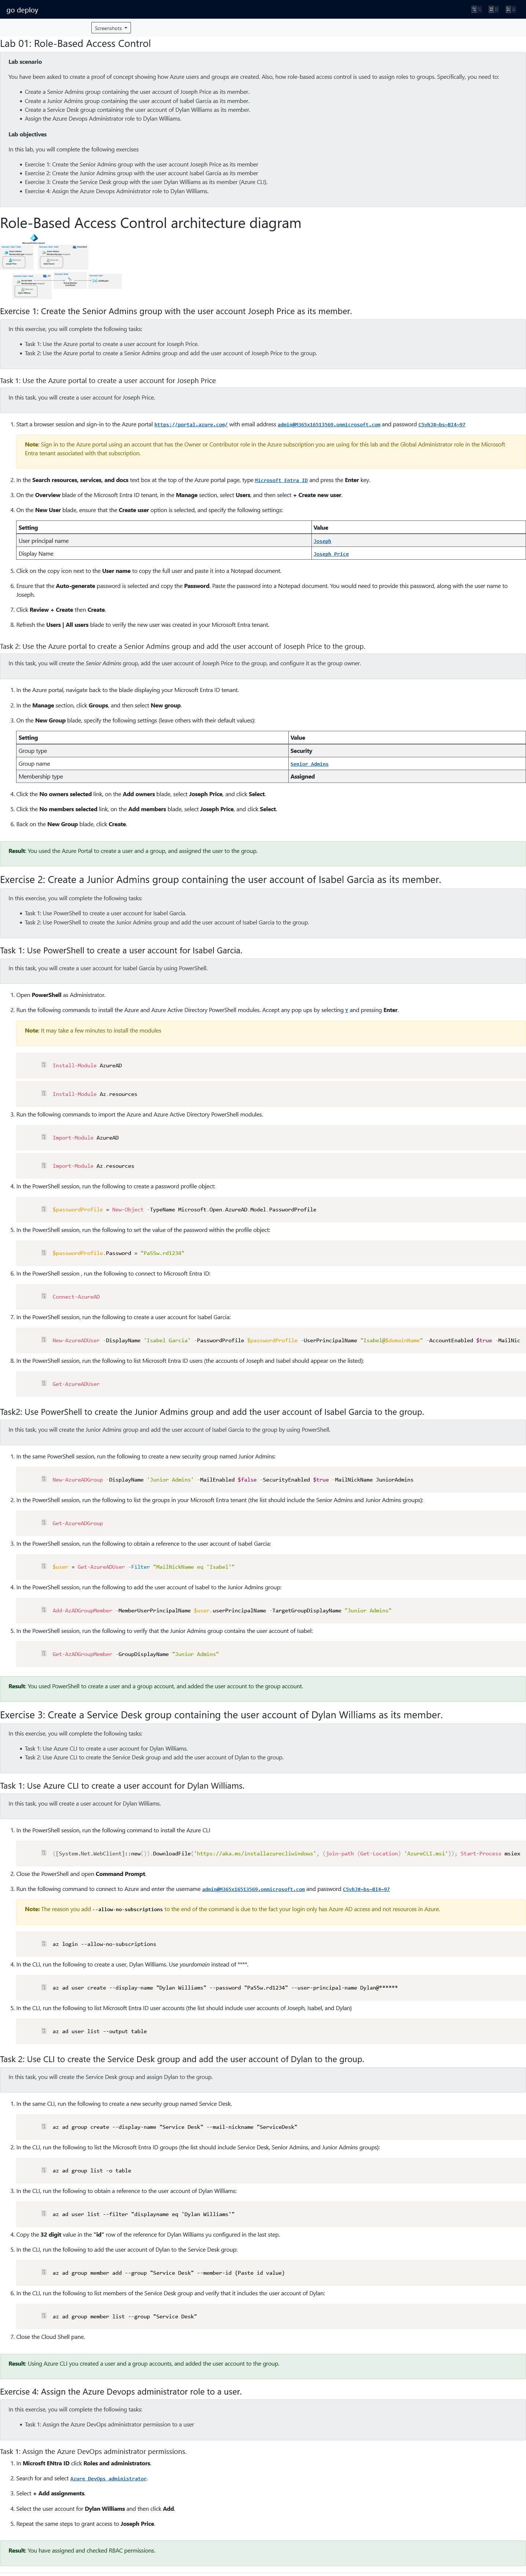 go deploy
Screenshots
Lab 01: Role-Based Access Control
Lab scenario
You have been asked to create a proof of concept showing how Azure users and groups are created. Also, how role-based access control is used to assign roles to groups. Specifically, you need to:
Create a Senior Admins group containing the user account of Joseph Price as its member.
Create a Junior Admins group containing the user account of Isabel Garcia as its member.
Create a Service Desk group containing the user account of Dylan Williams as its member.
Assign the Azure Devops Administrator role to Dylan Williams.
Lab objectives
In this lab, you will complete the following exercises
Exercise 1: Create the Senior Admins group with the user account Joseph Price as its member
Exercise 2: Create the Junior Admins group with the user account Isabel Garcia as its member
Exercise 3: Create the Service Desk group with the user Dylan Williams as its member (Azure CLI).
Exercise 4: Assign the Azure Devops Administrator role to Dylan Williams.
Role-Based Access Control architecture diagram
Exercise 1: Create the Senior Admins group with the user account Joseph Price as its member.
In this exercise, you will complete the following tasks:
Task 1: Use the Azure portal to create a user account for Joseph Price.
Task 2: Use the Azure portal to create a Senior Admins group and add the user account of Joseph Price to the group.
Task 1: Use the Azure portal to create a user account for Joseph Price
In this task, you will create a user account for Joseph Price.
1. Start a browser session and sign-in to the Azure portal https://portal.azure.com/ with email address admin@M365x16513569.onmicrosoft.com and password
Note: Sign in to the Azure portal using an account that has the Owner or Contributor role in the Azure subscription you are using for this lab and the Global Administrator role in the Microsoft
Entra tenant associated with that subscription.
2. In the Search resources, services, and docs text box at the top of the Azure portal page, type Microsoft Entra ID and press the Enter key.
3. On the Overview blade of the Microsoft Entra ID tenant, in the Manage section, select Users, and then select + Create new user.
4. On the New User blade, ensure that the Create user option is selected, and specify the following settings:
Setting Value
User principal name Joseph
Display Name Joseph Price
5. Click on the copy icon next to the User name to copy the full user and paste it into a Notepad document.
6. Ensure that the Auto-generate password is selected and copy the Password. Paste the password into a Notepad document. You would need to provide this password, along with the user name to
Joseph.
7. Click Review + Create then Create.
8. Refresh the Users | All users blade to verify the new user was created in your Microsoft Entra tenant.
Task 2: Use the Azure portal to create a Senior Admins group and add the user account of Joseph Price to the group.
In this task, you will create the Senior Admins group, add the user account of Joseph Price to the group, and configure it as the group owner.
1. In the Azure portal, navigate back to the blade displaying your Microsoft Entra ID tenant.
2. In the Manage section, click Groups, and then select New group.
3. On the New Group blade, specify the following settings (leave others with their default values):
Setting Value
Group type Security
Group name Senior Admins
Membership type Assigned
4. Click the No owners selected link, on the Add owners blade, select Joseph Price, and click Select.
5. Click the No members selected link, on the Add members blade, select Joseph Price, and click Select.
6. Back on the New Group blade, click Create.
Result: You used the Azure Portal to create a user and a group, and assigned the user to the group.
Exercise 2: Create a Junior Admins group containing the user account of Isabel Garcia as its member.
In this exercise, you will complete the following tasks:
Task 1: Use PowerShell to create a user account for Isabel Garcia.
Task 2: Use PowerShell to create the Junior Admins group and add the user account of Isabel Garcia to the group.
Task 1: Use PowerShell to create a user account for Isabel Garcia.
In this task, you will create a user account for Isabel Garcia by using PowerShell.
1. Open PowerShell as Administrator.
2. Run the following commands to install the Azure and Azure Active Directory PowerShell modules. Accept any pop ups by selecting Y and pressing Enter.
Note: It may take a few minutes to install the modules
Install-Module AzureAD
Install-Module Az.resources
3. Run the following commands to import the Azure and Azure Active Directory PowerShell modules.
Import-Module AzureAD
Import-Module Az.resources
4. In the PowerShell session, run the following to create a password profile object:
$passwordProfile = New-Object -TypeName Microsoft.Open.AzureAD.Model.PasswordProfile
5. In the PowerShell session, run the following to set the value of the password within the profile object:
$passwordProfile.Password = "Pa55w.rd1234"
6. In the PowerShell session , run the following to connect to Microsoft Entra ID:
Connect-AzureAD
7. In the PowerShell session, run the following to create a user account for Isabel Garcia:
New-AzureADUser -DisplayName 'Isabel Garcia' -PasswordProfile $passwordProfile -UserPrincipalName "Isabel@$domainName" -AccountEnabled $true -MailNic
8. In the PowerShell session, run the following to list Microsoft Entra ID users (the accounts of Joseph and Isabel should appear on the listed):
Get-AzureADUser
Task2: Use PowerShell to create the Junior Admins group and add the user account of Isabel Garcia to the group.
In this task, you will create the Junior Admins group and add the user account of Isabel Garcia to the group by using PowerShell.
1. In the same PowerShell session, run the following to create a new security group named Junior Admins:
New-AzureADGroup -DisplayName 'Junior Admins' -MailEnabled $false -SecurityEnabled $true -MailNickName JuniorAdmins
2. In the PowerShell session, run the following to list the groups in your Microsoft Entra tenant (the list should include the Senior Admins and Junior Admins groups):
Get-AzureADGroup
3. In the PowerShell session, run the following to obtain a reference to the user account of Isabel Garcia:
$user = Get-AzureADUser -Filter "MailNickName eq 'Isabel'"
4. In the PowerShell session, run the following to add the user account of Isabel to the Junior Admins group:
Add-AzADGroupMember -MemberUserPrincipalName $user.userPrincipalName -TargetGroupDisplayName "Junior Admins"
5. In the PowerShell session, run the following to verify that the Junior Admins group contains the user account of Isabel:
Get-AzADGroupMember -GroupDisplayName "Junior Admins"
Result: You used PowerShell to create a user and a group account, and added the user account to the group account.
Exercise 3: Create a Service Desk group containing the user account of Dylan Williams as its member.
In this exercise, you will complete the following tasks:
Task 1: Use Azure CLI to create a user account for Dylan Williams.
Task 2: Use Azure CLI to create the Service Desk group and add the user account of Dylan to the group.
Task 1: Use Azure CLI to create a user account for Dylan Williams.
In this task, you will create a user account for Dylan Williams.
1. In the PowerShell session, run the following command to install the Azure CLI
([System.Net.WebClient]::new()).DownloadFile('https://aka.ms/installazurecliwindows', (join-path (Get-Location) 'AzureCLI.msi')); Start-Process msiex
2. Close the PowerShell and open Command Prompt.
3. Run the following command to connect to Azure and enter the username admin@M365x16513569.onmicrosoft.com and password
Note: The reason you add --allow-no-subscriptions to the end of the command is due to the fact your login only has Azure AD access and not resources in Azure.
az login --allow-no-subscriptions
4. In the CLI, run the following to create a user, Dylan Williams. Use yourdomain instead of ****.
az ad user create --display-name "Dylan Williams" --password "Pa55w.rd1234" --user-principal-name Dylan@******
5. In the CLI, run the following to list Microsoft Entra ID user accounts (the list should include user accounts of Joseph, Isabel, and Dylan)
az ad user list --output table
Task 2: Use CLI to create the Service Desk group and add the user account of Dylan to the group.
In this task, you will create the Service Desk group and assign Dylan to the group.
1. In the same CLI, run the following to create a new security group named Service Desk.
az ad group create --display-name "Service Desk" --mail-nickname "ServiceDesk"
2. In the CLI, run the following to list the Microsoft Entra ID groups (the list should include Service Desk, Senior Admins, and Junior Admins groups):
az ad group list -o table
3. In the CLI, run the following to obtain a reference to the user account of Dylan Williams:
az ad user list --filter "displayname eq 'Dylan Williams'"
4. Copy the 32 digit value in the "id" row of the reference for Dylan Williams yu configured in the last step.
5. In the CLI, run the following to add the user account of Dylan to the Service Desk group:
az ad group member add --group "Service Desk" --member-id {Paste id value}
6. In the CLI, run the following to list members of the Service Desk group and verify that it includes the user account of Dylan:
az ad group member list --group "Service Desk"
7. Close the Cloud Shell pane.
Result: Using Azure CLI you created a user and a group accounts, and added the user account to the group.
Exercise 4: Assign the Azure Devops administrator role to a user.
In this exercise, you will complete the following tasks:
Task 1: Assign the Azure DevOps administrator permission to a user
Task 1: Assign the Azure DevOps administrator permissions.
1. In Microsft ENtra ID click Roles and administrators.
2. Search for and select Azure DevOps administrator.
3. Select + Add assignments.
4. Select the user account for Dylan Williams and then click Add.
5. Repeat the same steps to grant access to Joseph Price.
Result: You have assigned and checked RBAC permissions.